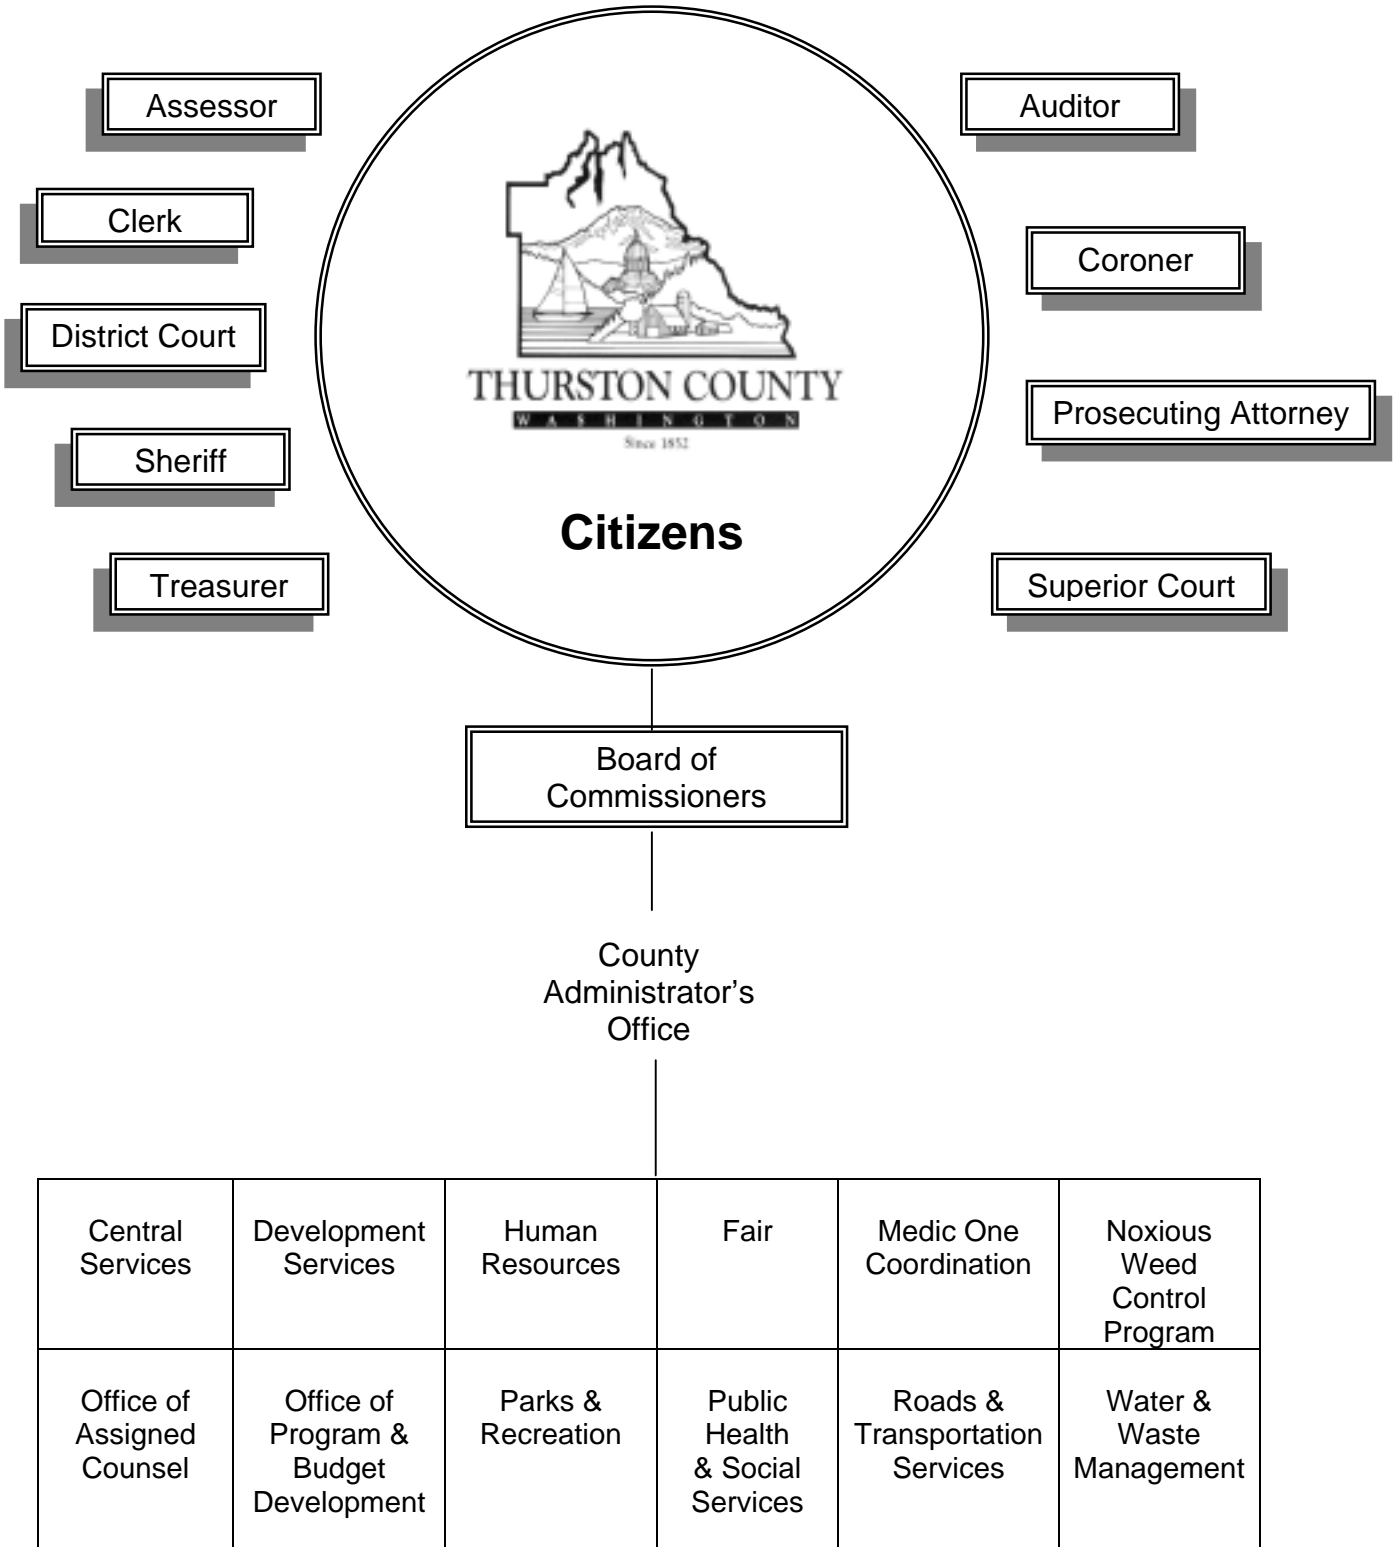 Assessor
Auditor
Clerk
Coroner
District Court
Prosecuting Attorney
Sheriff
Treasurer
Superior Court
THURSTON COUNTY
WASHINGTON
Since 1852
Citizens
Board of
Commissioners
County
Administrator’s
Office
Central
Services
Development
Services
Human
Resources
Fair
Medic One
Coordination
Noxious
Weed
Control
Program
Office of
Assigned
Counsel
Office of
Program &
Budget
Development
Parks &
Recreation
Public
Health
& Social
Services
Roads &
Transportation
Services
Water &
Waste
Management